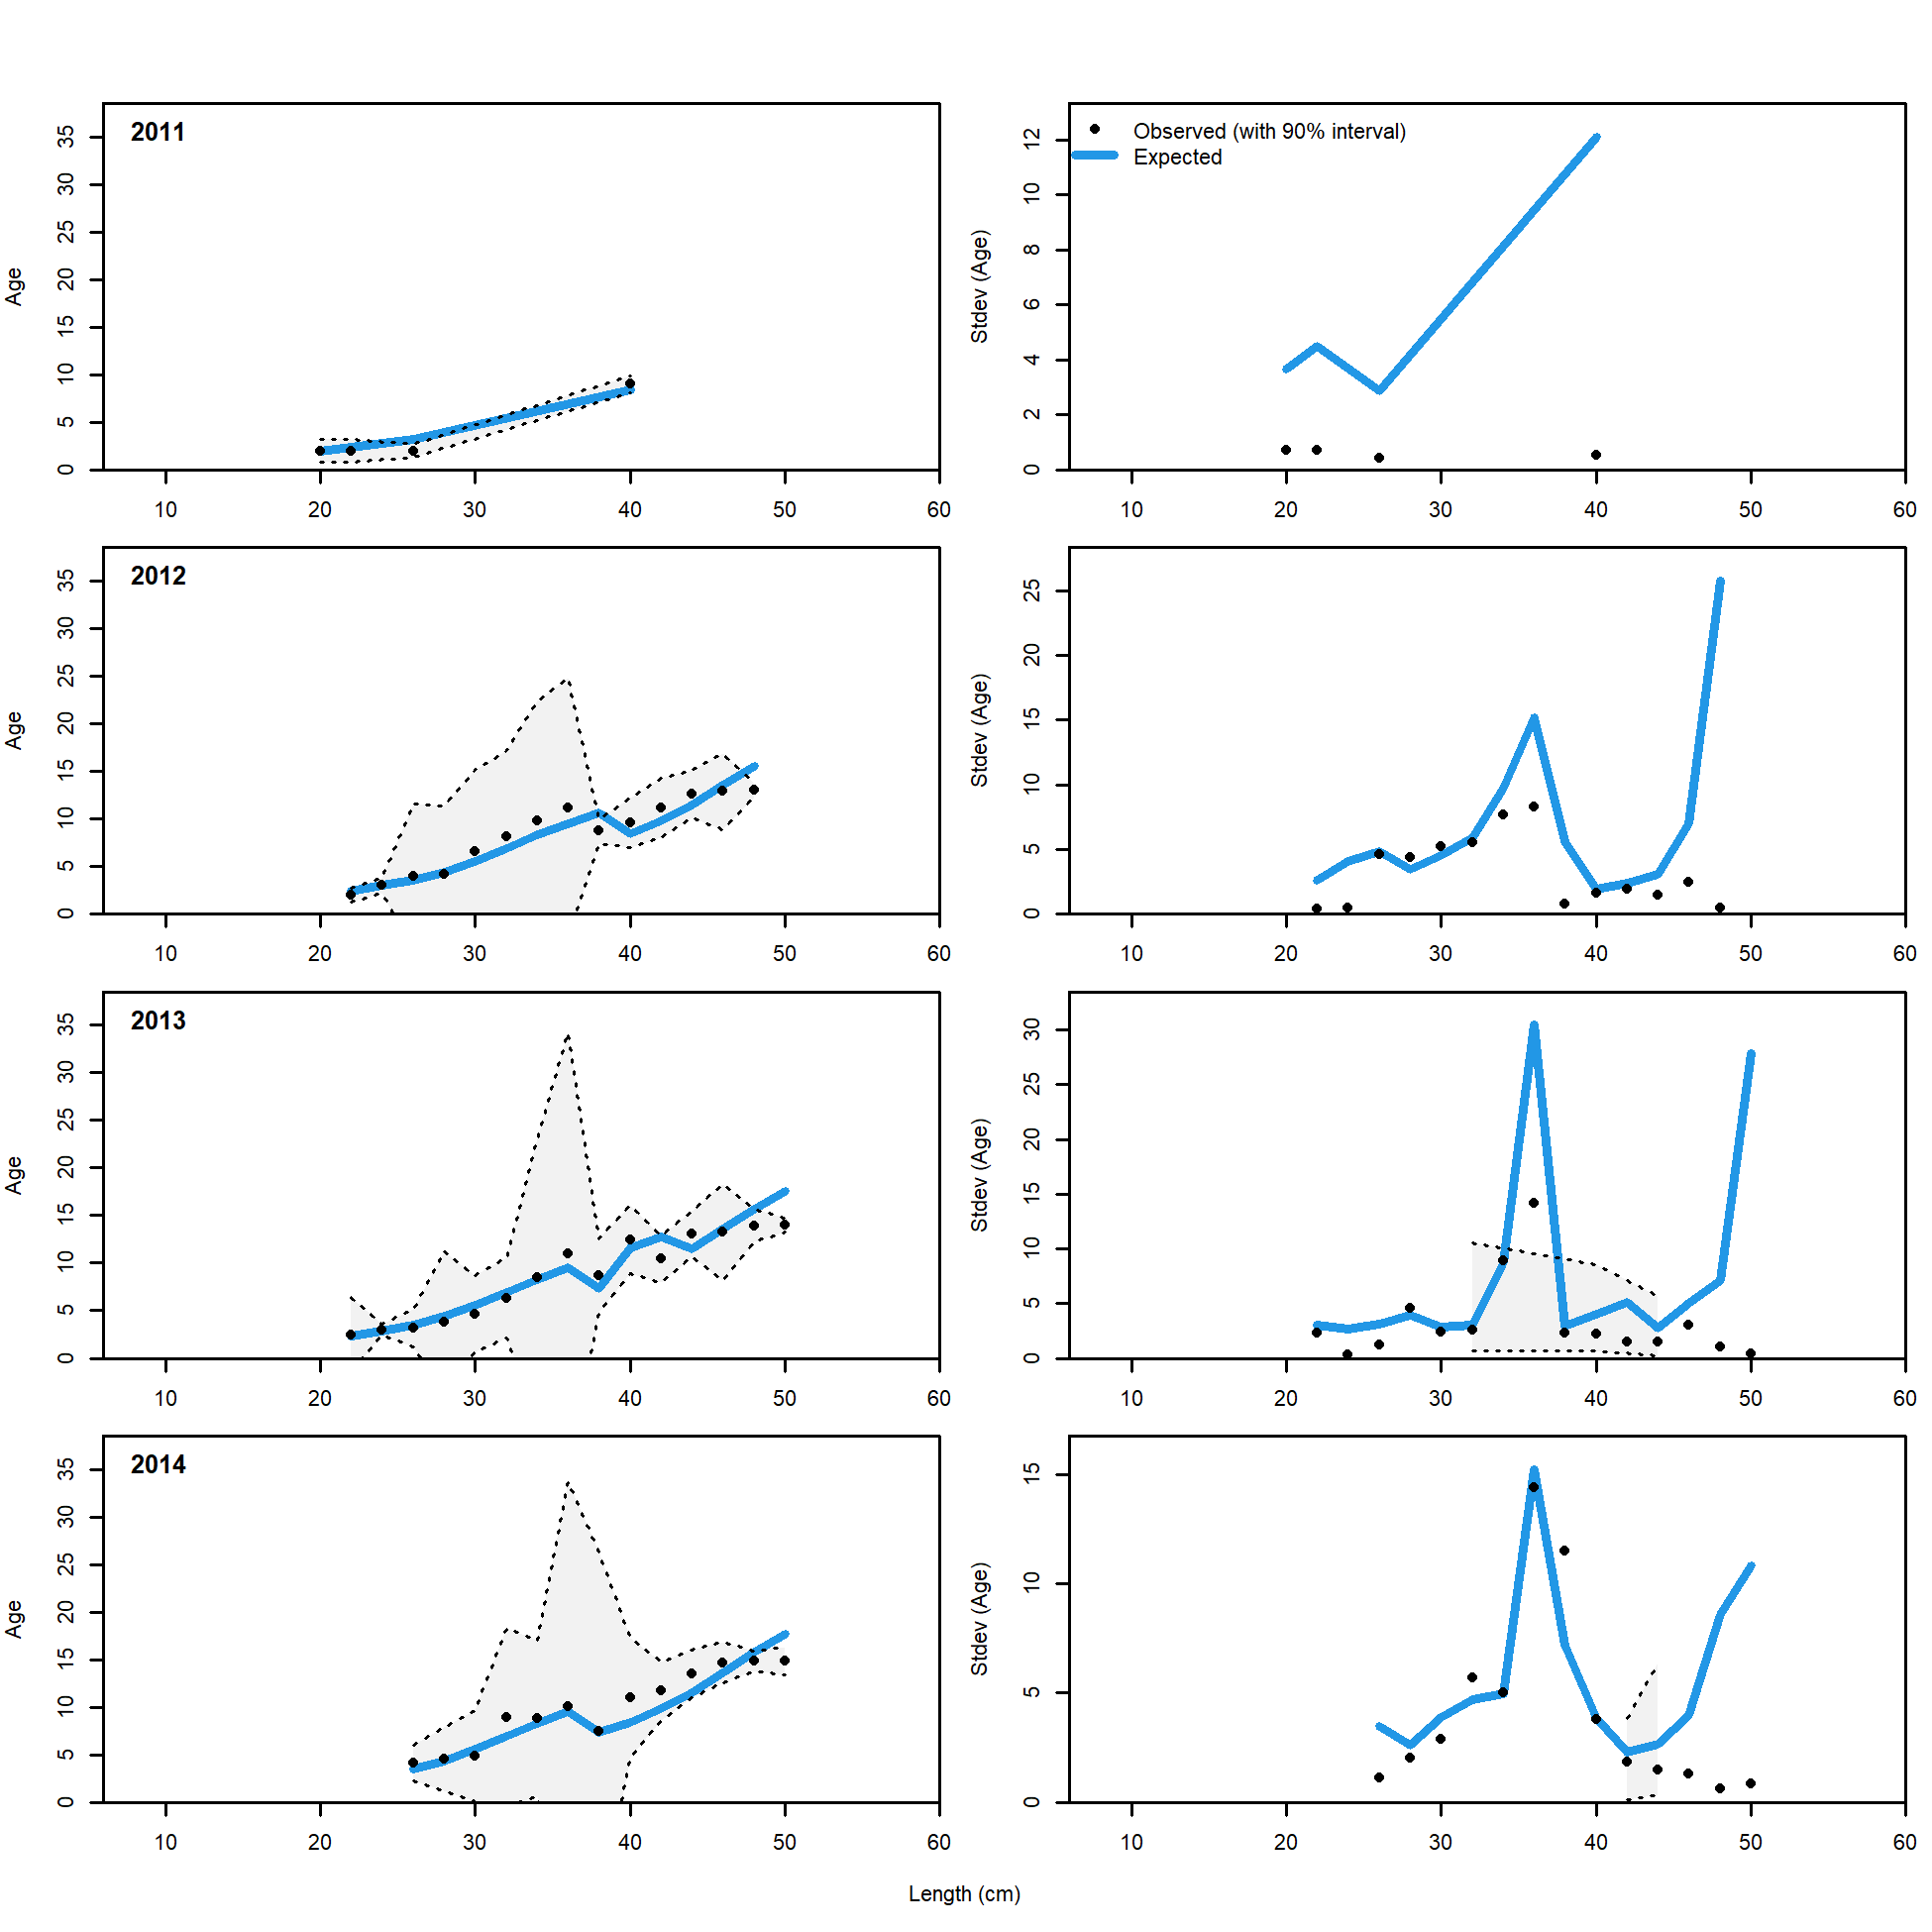 2011
Age
0 5 10 15 20 25 30 35
10 20 30 40 50 60
Observed (with 90% interval)
Expected
Stdev (Age)
0 2 4 6 8 10 12
10 20 30 40 50 60
2012
Age
0 5 10 15 20 25 30 35
10 20 30 40 50 60
Stdev (Age)
0 5 10 15 20 25
10 20 30 40 50 60
2013
Age
0 5 10 15 20 25 30 35
10 20 30 40 50 60
Stdev (Age)
0 5 10 15 20 25 30
10 20 30 40 50 60
2014
Age
0 5 10 15 20 25 30 35
10 20 30 40 50 60
Stdev (Age)
0 5 10 15
10 20 30 40 50 60
Length (cm)